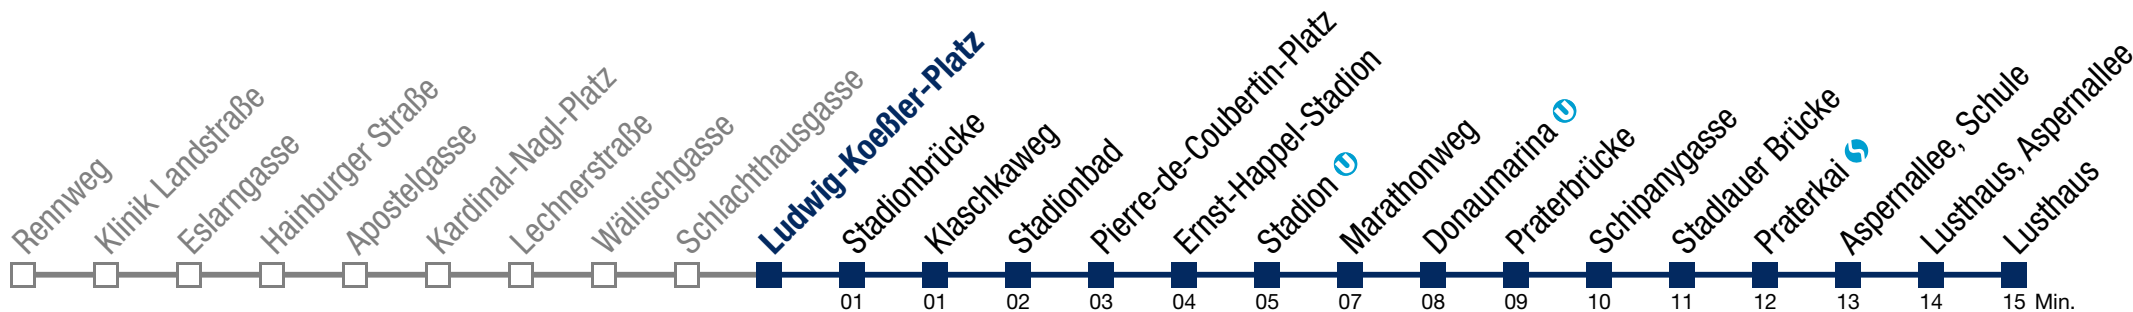 Rennweg
Klinik Landstraße
Eslarngasse
Hainburger Straße
Apostelgasse
Kardinal-Nagl-Platz
Lechnerstraße
Wällischgasse
Schlachthausgasse
Ludwig-Koeßler-Platz
Stadionbrücke
Klaschkaweg
Stadionbad
Pierre-de-Coubertin-Platz
Ernst-Happel-Stadion
Stadion U
Marathonweg
Donaumarina U
Praterbrücke
Schipanygasse
Stadlauer Brücke
Praterkai S
Aspernallee, Schule
Lusthaus, Aspernallee
Lusthaus
01 01 02 03 04 05 07 08 09 10 11 12 13 14 15 Min.